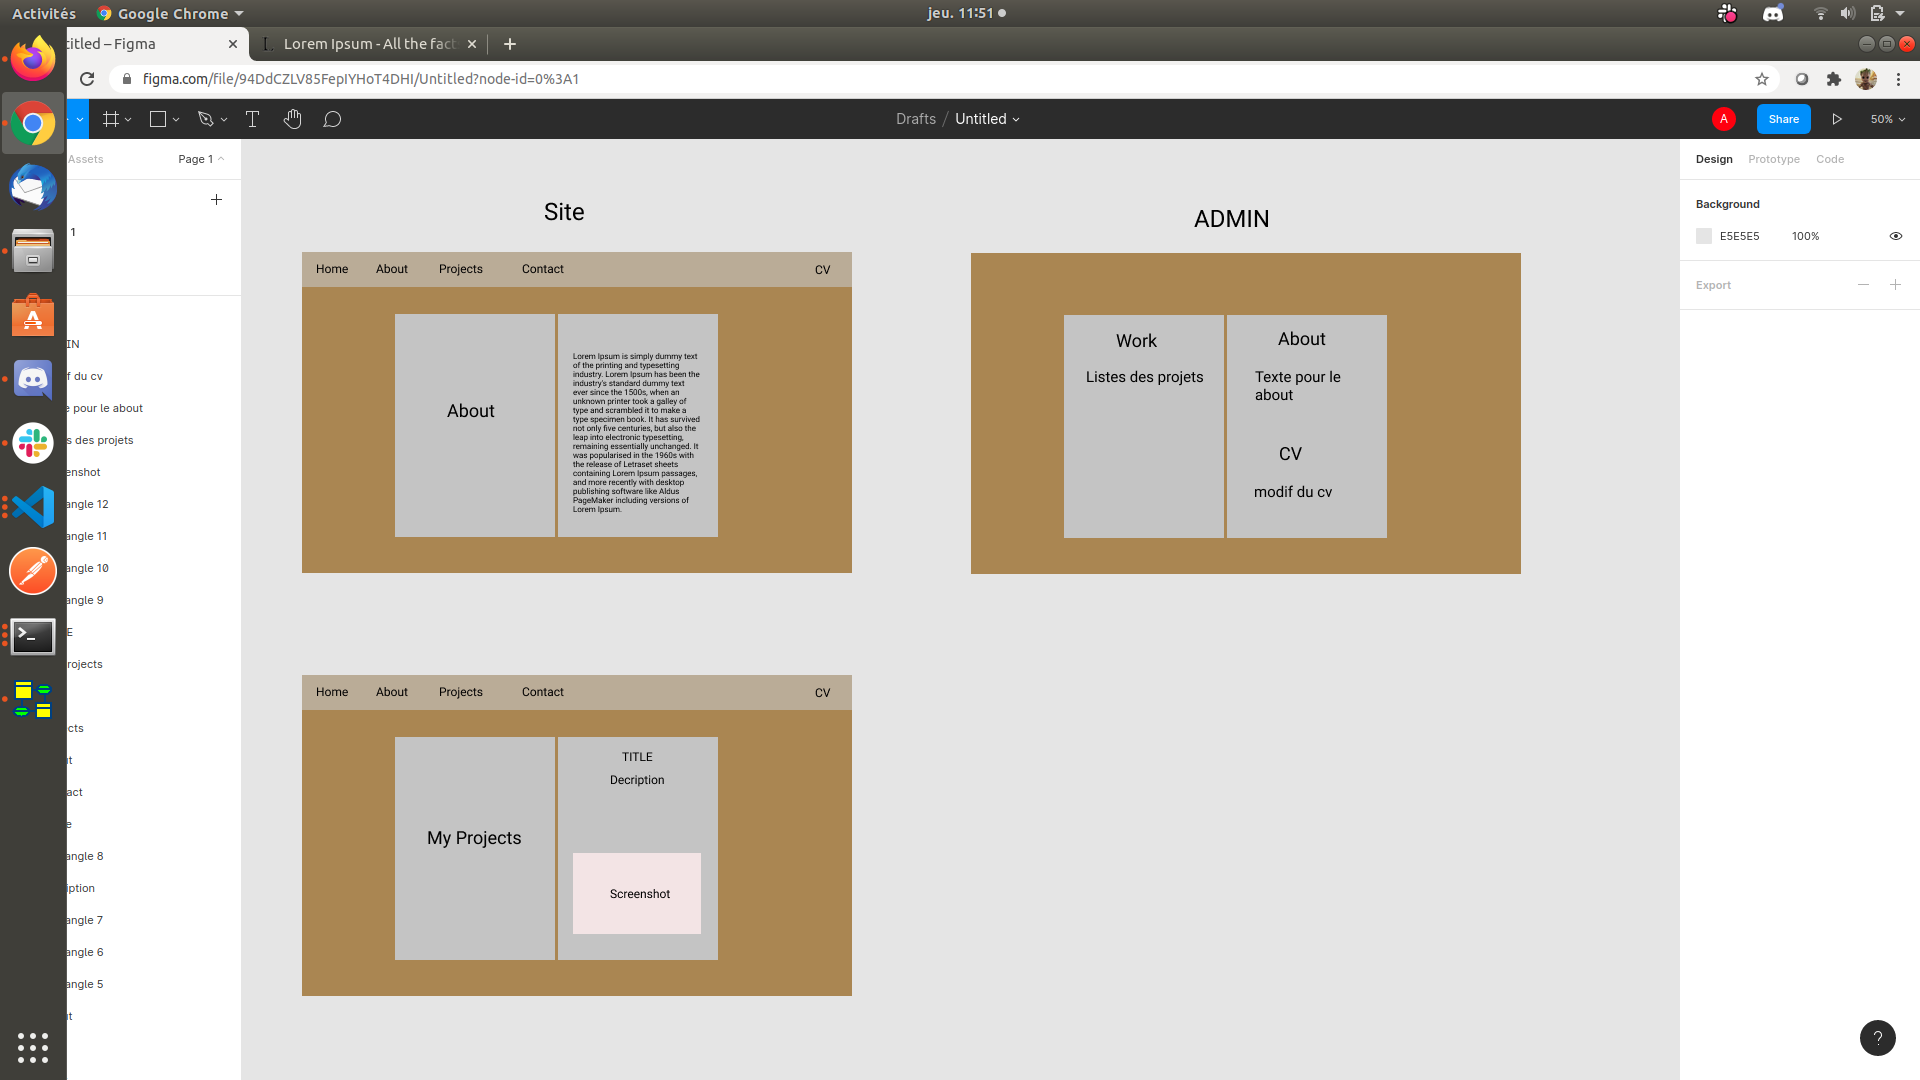 Activités
Google Chrome
jeu. 11:51
titled – Figma
Lorem Ipsum - All the fact
figma.com/file/94DdCZLV85FepIYHoT4DHI/Untitled?node-id=0%3A1
Drafts / Untitled
A
Share
50%
Assets
Page 1
1
IN
f du cv
e pour le about
s des projets
enshot
angle 12
angle 11
angle 10
angle 9
E
rojects
cts
ut
act
e
angle 8
iption
angle 7
angle 6
angle 5
ut
Site
Home About Projects Contact CV
About
Lorem Ipsum is simply dummy text
of the printing and typesetting
industry. Lorem Ipsum has been the
industry's standard dummy text
ever since the 1500s, when an
unknown printer took a galley of
type and scrambled it to make a
type specimen book. It has survived
not only five centuries, but also the
leap into electronic typesetting,
remaining essentially unchanged. It
was popularised in the 1960s with
the release of Letraset sheets
containing Lorem Ipsum passages,
and more recently with desktop
publishing software like Aldus
PageMaker including versions of
Lorem Ipsum.
ADMIN
Work
Listes des projets
About
Texte pour le
about
CV
modif du cv
Home About Projects Contact CV
My Projects
TITLE
Decription
Screenshot
Design Prototype Code
Background
E5E5E5 100%
Export
?